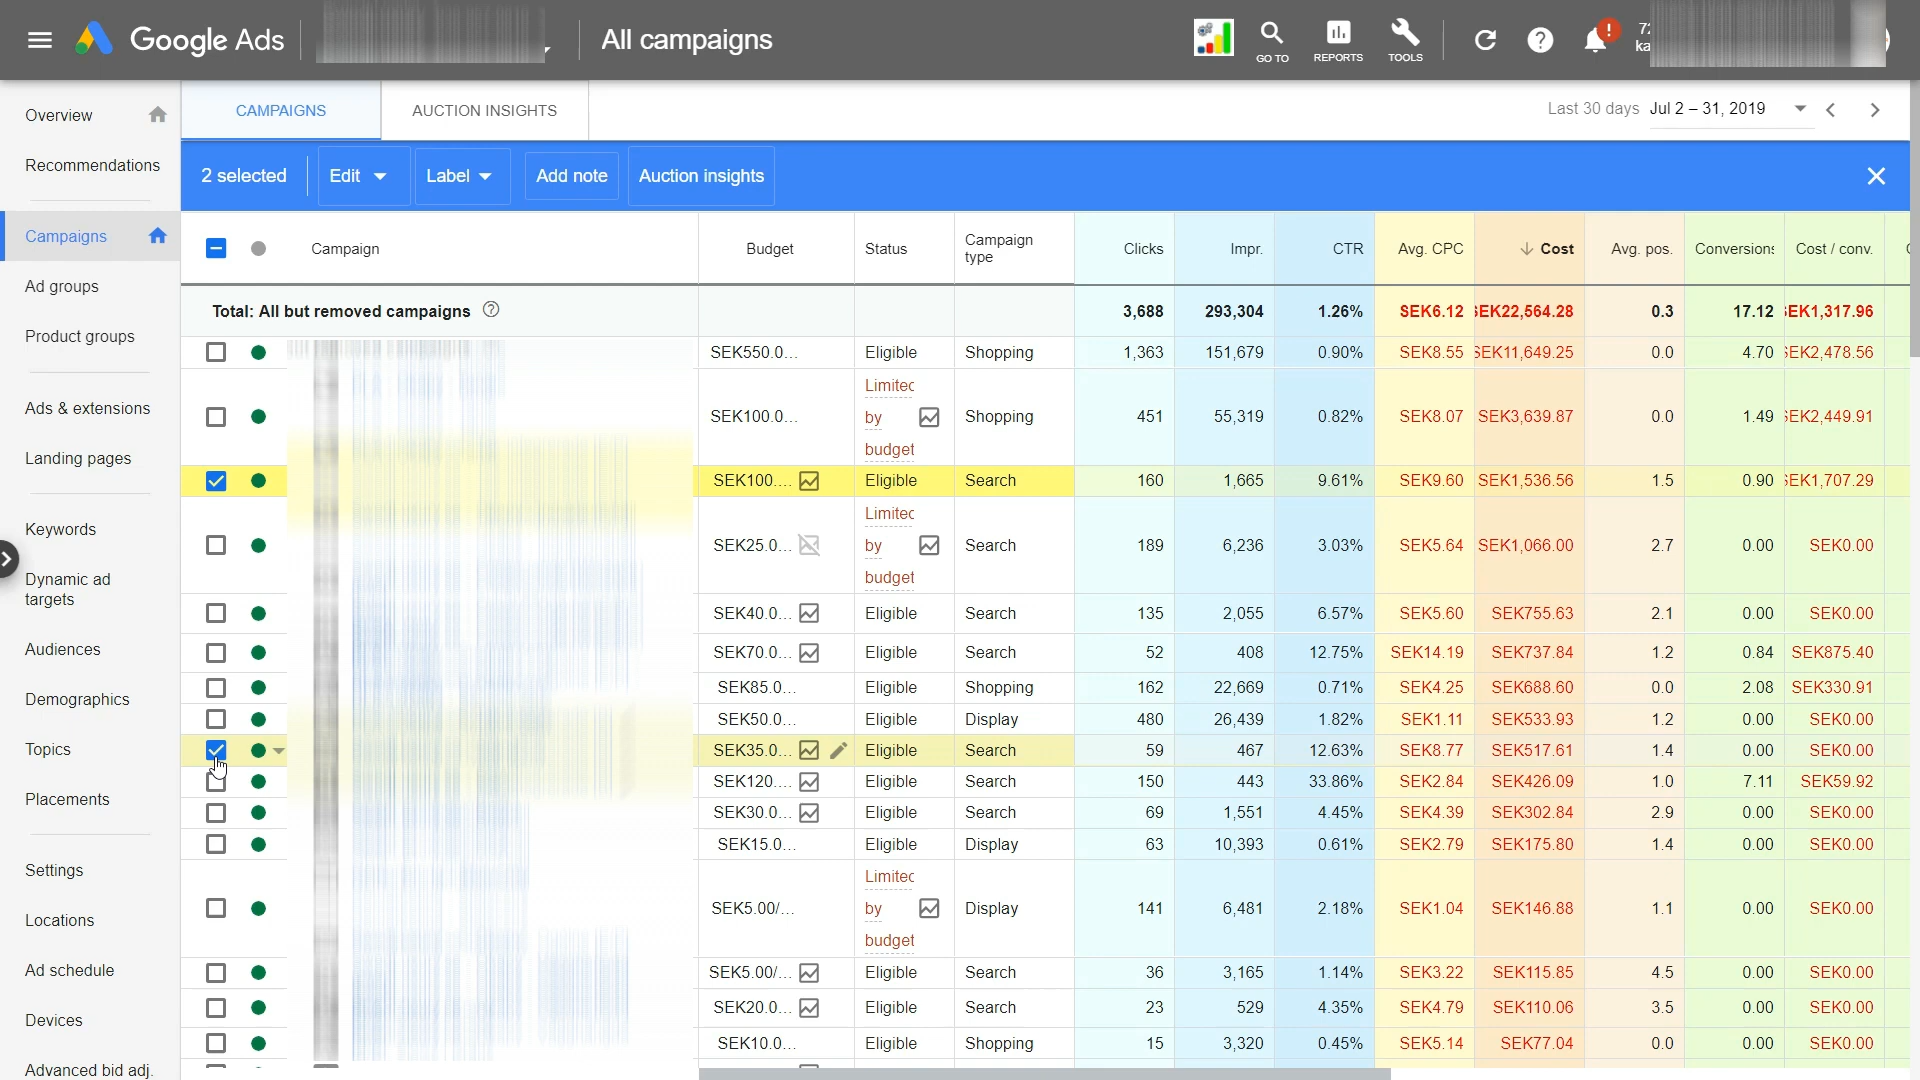 Google Ads
All campaigns
GO TO
REPORTS
TOOLS
CAMPAIGNS
AUCTION INSIGHTS
Last 30 days Jul 2 – 31, 2019
2 selected
Edit
Label
Add note
Auction insights
Overview
Recommendations
Campaigns
Ad groups
Product groups
Ads & extensions
Landing pages
Keywords
Dynamic ad
targets
Audiences
Demographics
Topics
Placements
Settings
Locations
Ad schedule
Devices
Advanced bid adj.
Campaign Budget Status Campaign type Clicks Impr. CTR Avg. CPC Cost Avg. pos. Conversions Cost / conv.
Total: All but removed campaigns 3,688 293,304 1.26% SEK6.12 SEK22,564.28 0.3 17.12 SEK1,317.96
SEK550.0... Eligible Shopping 1,363 151,679 0.90% SEK8.55 SEK11,649.25 0.0 4.70 SEK2,478.56
SEK100.0... Limited by budget Shopping 451 55,319 0.82% SEK8.07 SEK3,639.87 0.0 1.49 SEK2,449.91
SEK100.... Eligible Search 160 1,665 9.61% SEK9.60 SEK1,536.56 1.5 0.90 SEK1,707.29
SEK25.0... Limited by budget Search 189 6,236 3.03% SEK5.64 SEK1,066.00 2.7 0.00 SEK0.00
SEK40.0... Eligible Search 135 2,055 6.57% SEK5.60 SEK755.63 2.1 0.00 SEK0.00
SEK70.0... Eligible Search 52 408 12.75% SEK14.19 SEK737.84 1.2 0.84 SEK875.40
SEK85.0... Eligible Shopping 162 22,669 0.71% SEK4.25 SEK688.60 0.0 2.08 SEK330.91
SEK50.0... Eligible Display 480 26,439 1.82% SEK1.11 SEK533.93 1.2 0.00 SEK0.00
SEK35.0... Eligible Search 59 467 12.63% SEK8.77 SEK517.61 1.4 0.00 SEK0.00
SEK120.... Eligible Search 150 443 33.86% SEK2.84 SEK426.09 1.0 7.11 SEK59.92
SEK30.0... Eligible Search 69 1,551 4.45% SEK4.39 SEK302.84 2.9 0.00 SEK0.00
SEK15.0... Eligible Display 63 10,393 0.61% SEK2.79 SEK175.80 1.4 0.00 SEK0.00
SEK5.00/... Limited by budget Display 141 6,481 2.18% SEK1.04 SEK146.88 1.1 0.00 SEK0.00
SEK5.00/... Eligible Search 36 3,165 1.14% SEK3.22 SEK115.85 4.5 0.00 SEK0.00
SEK20.0... Eligible Search 23 529 4.35% SEK4.79 SEK110.06 3.5 0.00 SEK0.00
SEK10.0... Eligible Shopping 15 3,320 0.45% SEK5.14 SEK77.04 0.0 0.00 SEK0.00